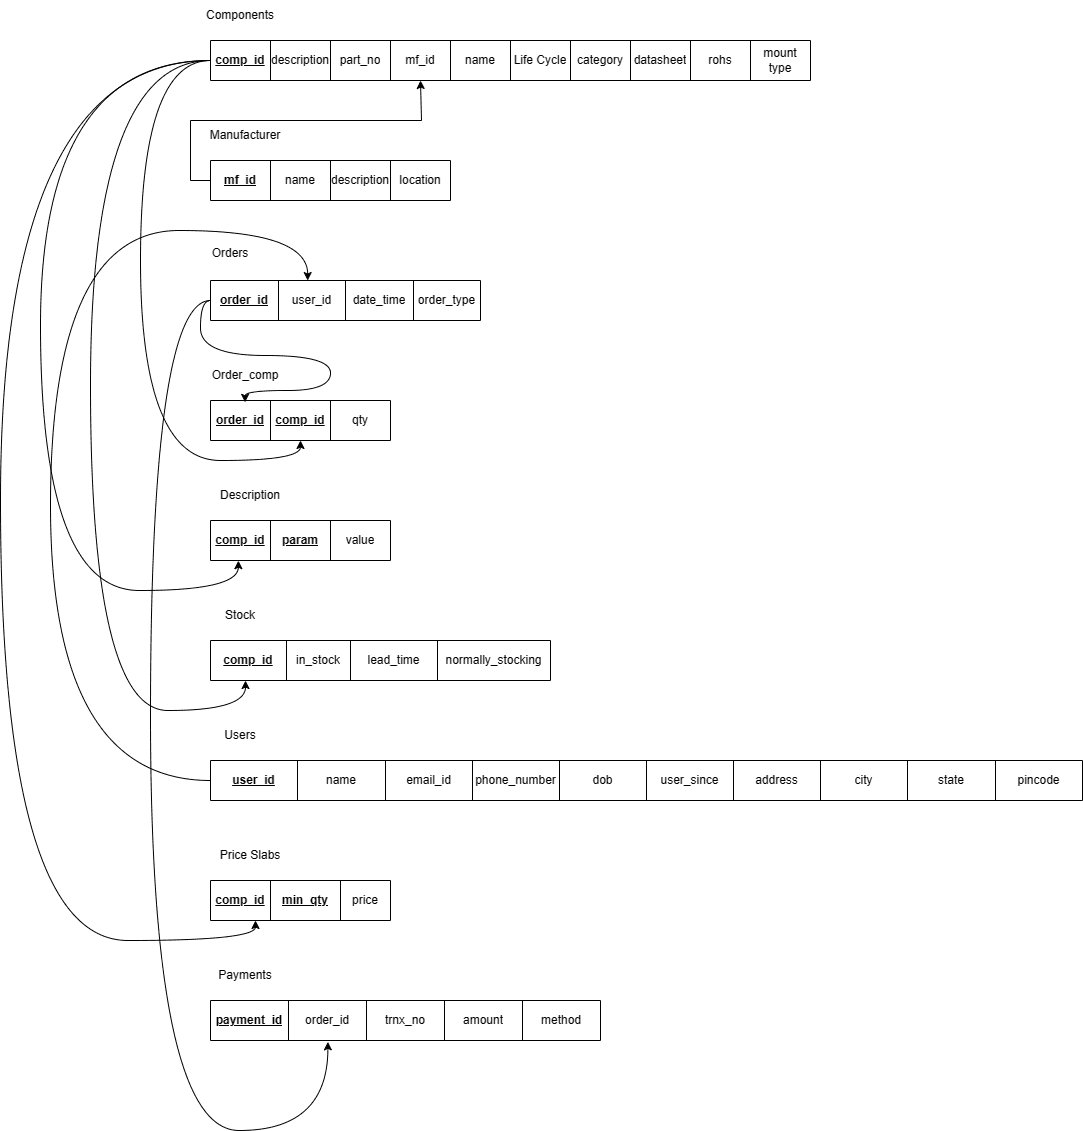 Components
comp_id description part_no mf_id name Life Cycle category datasheet rohs mount
type
Manufacturer
mf_id name description location
Orders
order_id user_id date_time order_type
Order_comp
order_id comp_id qty
Description
comp_id param value
Stock
comp_id in_stock lead_time normally_stocking
Users
user_id name email_id phone_number dob user_since address city state pincode
Price Slabs
comp_id min_qty price
Payments
payment_id order_id trnx_no amount method